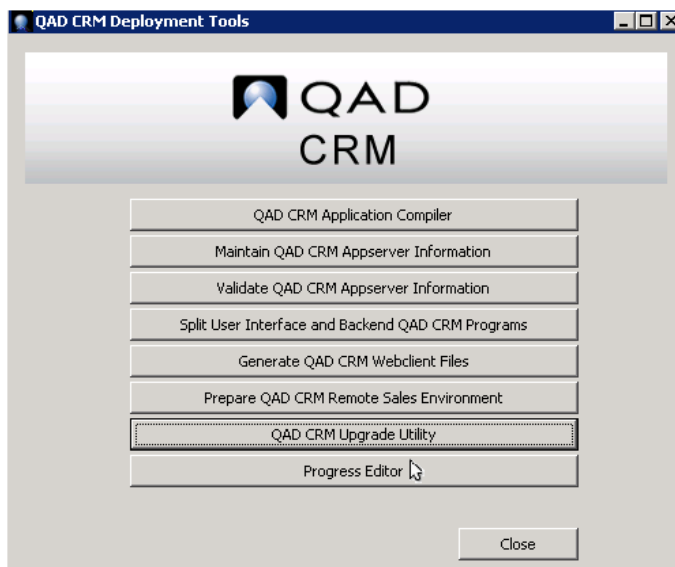 QAD CRM Deployment Tools
QAD
CRM
QAD CRM Application Compiler
Maintain QAD CRM Appserver Information
Validate QAD CRM Appserver Information
Split User Interface and Backend QAD CRM Programs
Generate QAD CRM Webclient Files
Prepare QAD CRM Remote Sales Environment
QAD CRM Upgrade Utility
Progress Editor
Close